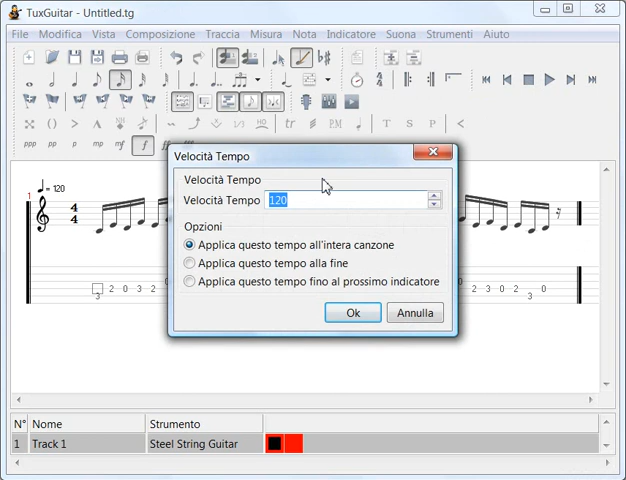 TuxGuitar - Untitled.tg
File Modifica Vista Composizione Traccia Misura Nota Indicatore Suona Strumenti Aiuto
ppp pp p mp mf f ff
Velocità Tempo
Velocità Tempo
Velocità Tempo 120
Opzioni
Applica questo tempo all'intera canzone
Applica questo tempo alla fine
Applica questo tempo fino al prossimo indicatore
Ok Annulla
= 120
1
4
4
2 0 3 2
3
3 2 0 2
3 0
N° Nome Strumento
1 Track 1 Steel String Guitar